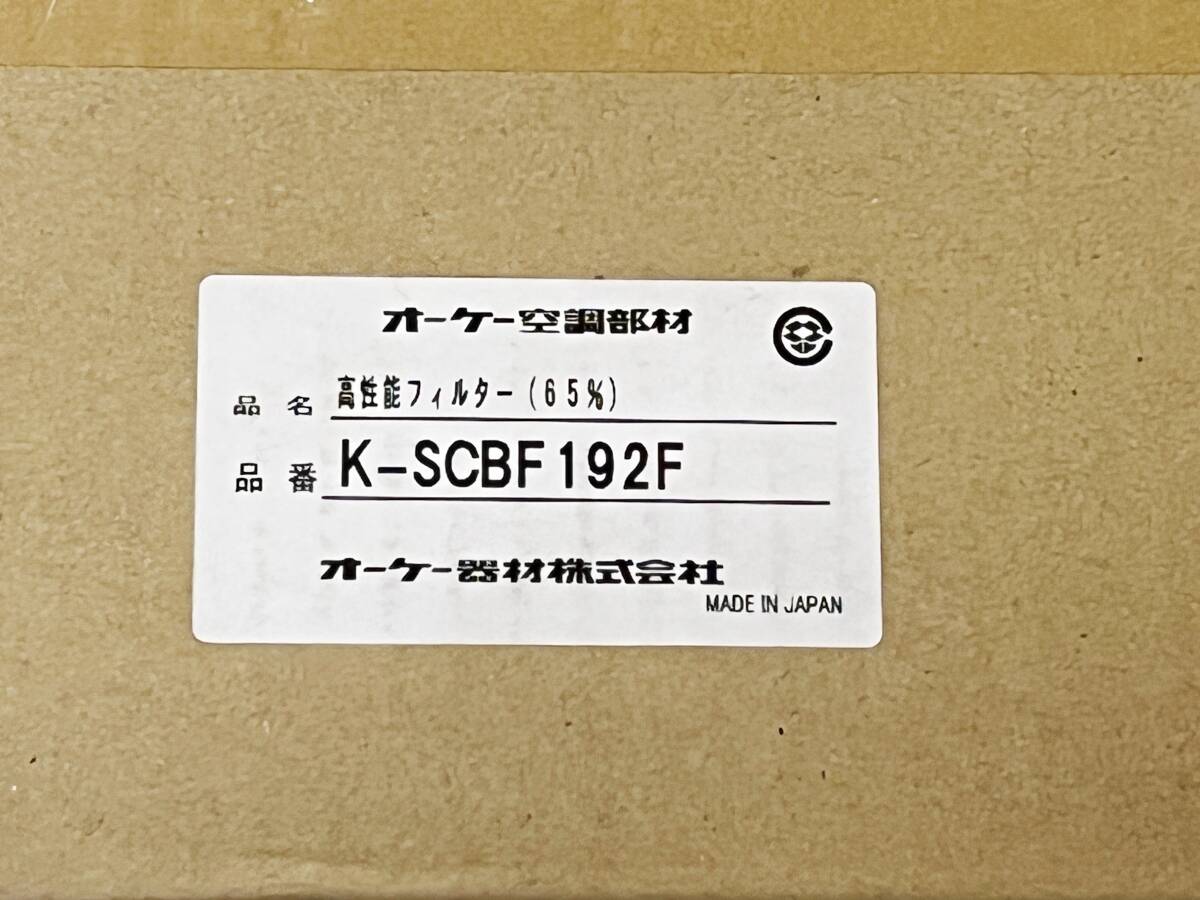 オーケー空調部材
品名 高性能フィルター(65%)
品番 K-SCBF192F
オーケー器材株式会社
MADE IN JAPAN